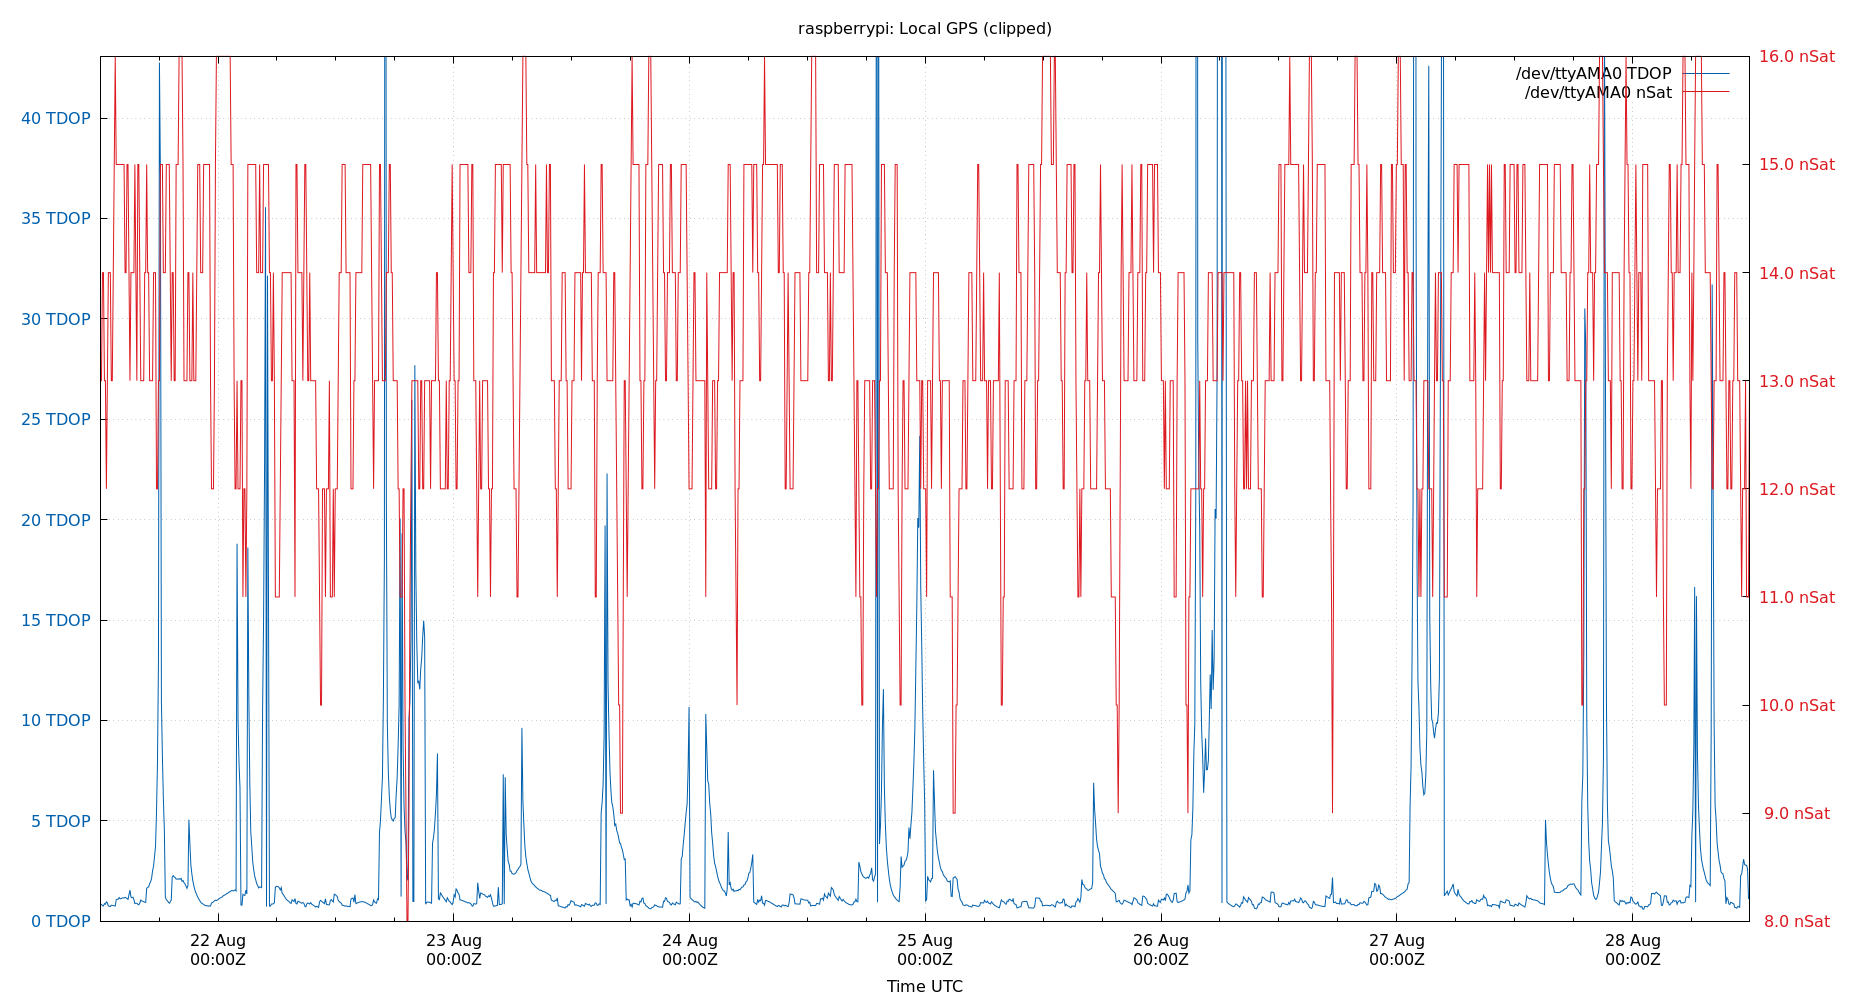 raspberrypi: Local GPS (clipped)
/dev/ttyAMA0 TDOP
/dev/ttyAMA0 nSat
40 TDOP
35 TDOP
30 TDOP
25 TDOP
20 TDOP
15 TDOP
10 TDOP
5 TDOP
0 TDOP
16.0 nSat
15.0 nSat
14.0 nSat
13.0 nSat
12.0 nSat
11.0 nSat
10.0 nSat
9.0 nSat
8.0 nSat
22 Aug
00:00Z
23 Aug
00:00Z
24 Aug
00:00Z
25 Aug
00:00Z
26 Aug
00:00Z
27 Aug
00:00Z
28 Aug
00:00Z
Time UTC